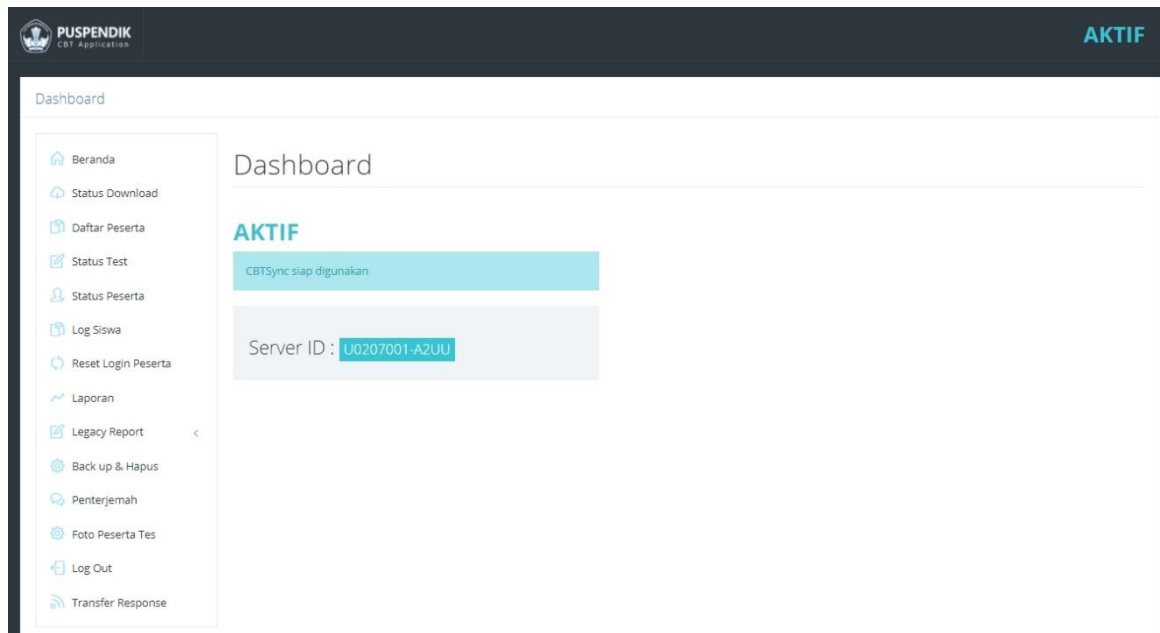 PUSPENDIK
CBT Application
AKTIF
Dashboard
Beranda
Status Download
Daftar Peserta
Status Test
Status Peserta
Log Siswa
Reset Login Peserta
Laporan
Legacy Report
Back up & Hapus
Penterjemah
Foto Peserta Tes
Log Out
Transfer Response
Dashboard
AKTIF
CBTSync siap digunakan
Server ID : U0207001-A2UU